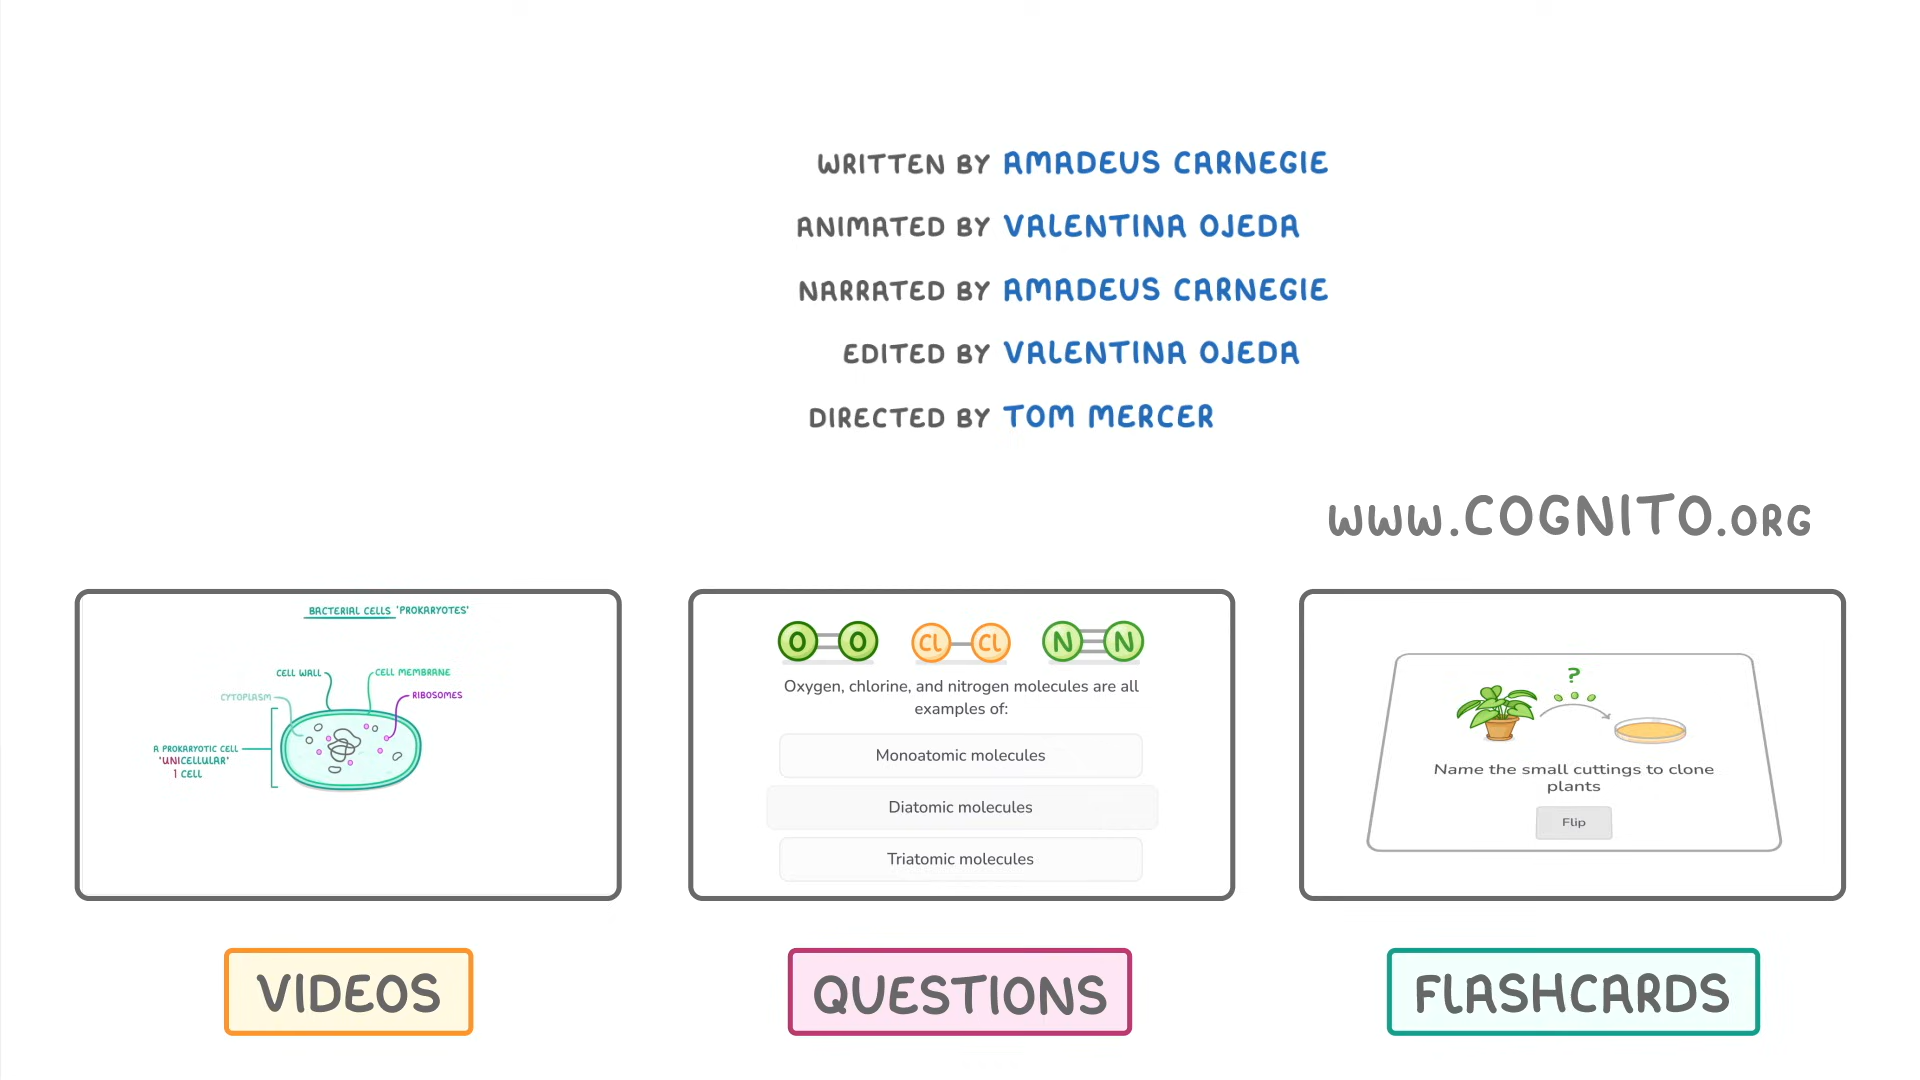 WRITTEN BY AMADEUS CARNEGIE
ANIMATED BY VALENTINA OJEDA
NARRATED BY AMADEUS CARNEGIE
EDITED BY VALENTINA OJEDA
DIRECTED BY TOM MERCER
www.COGNITO.ORG
BACTERIAL CELLS 'PROKARYOTES'
CELL WALL
CELL MEMBRANE
CYTOPLASM
RIBOSOMES
A PROKARYOTIC CELL
'UNICELLULAR'
1 CELL
O O Cl Cl N N
Oxygen, chlorine, and nitrogen molecules are all
examples of:
Monoatomic molecules
Diatomic molecules
Triatomic molecules
?
Name the small cuttings to clone
plants
Flip
VIDEOS
QUESTIONS
FLASHCARDS